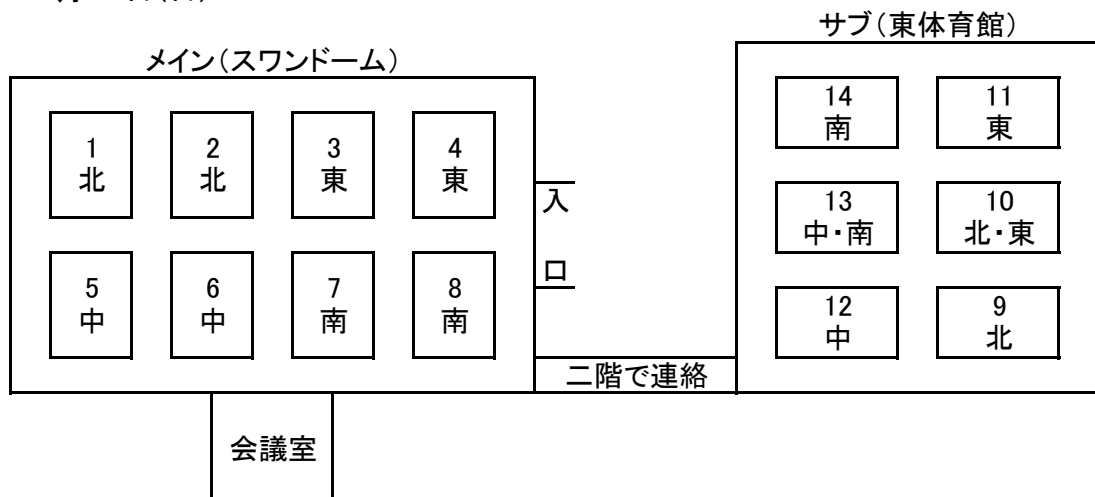 サブ（東体育館）
メイン（スワンドーム）
14
南
11
東
1
北
2
北
3
東
4
東
入
口
13
中・南
10
北・東
5
中
6
中
7
南
8
南
12
中
9
北
二階で連絡
会議室